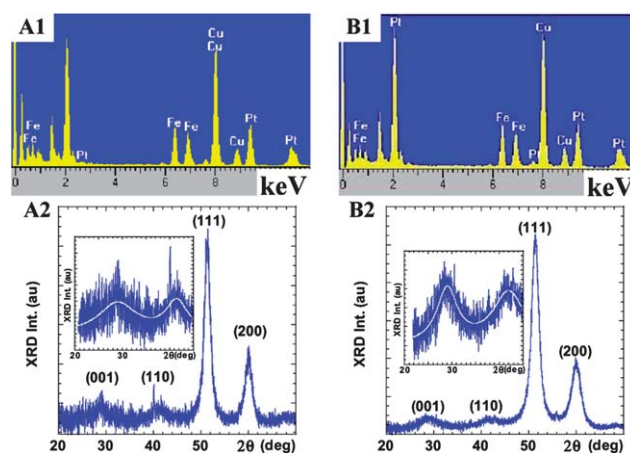 A1
Cu
Cu
Fe
Fe
Fe
Fe
Pt
Cu
Pt
Pt
0 2 4 6 8 keV
B1
Pt
Cu
Fe
Fe
Fe
Fe
Cu
Pt
Pt
0 2 4 6 8 keV
A2
XRD Int. (au)
XRD Int. (au)
20 30 2θ(deg)
(111)
(200)
(001)
(110)
20 30 40 50 2θ (deg)
B2
XRD Int. (au)
XRD Int. (au)
20 30 2θ(deg)
(111)
(200)
(001)
(110)
20 30 40 50 2θ (deg)